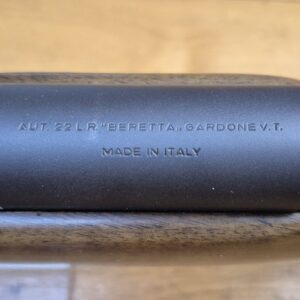 AUT. 22 L.R. "BERETTA„ GARDONE V.T.
MADE IN ITALY